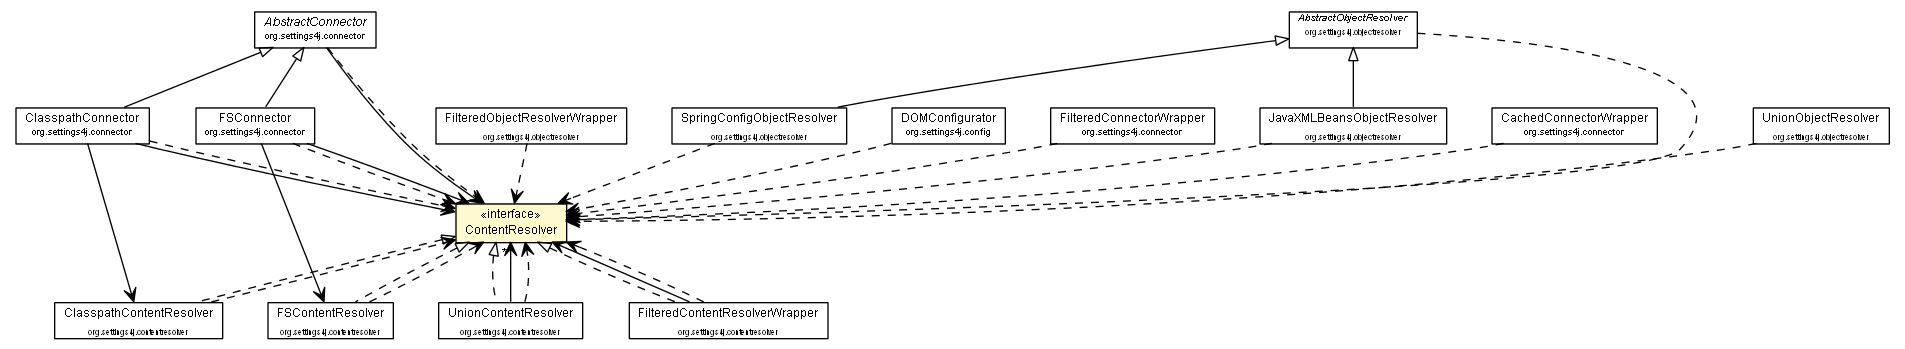 AbstractConnector
org.settings4j.connector
AbstractObjectResolver
org.settings4j.objectresolver
ClasspathConnector
org.settings4j.connector
FSConnector
org.settings4j.connector
FilteredObjectResolverWrapper
org.settings4j.objectresolver
SpringConfigObjectResolver
org.settings4j.objectresolver
DOMConfigurator
org.settings4j.config
FilteredConnectorWrapper
org.settings4j.connector
JavaXMLBeansObjectResolver
org.settings4j.objectresolver
CachedConnectorWrapper
org.settings4j.connector
UnionObjectResolver
org.settings4j.objectresolver
«interface»
ContentResolver
*
ClasspathContentResolver
org.settings4j.contentresolver
FSContentResolver
org.settings4j.contentresolver
UnionContentResolver
org.settings4j.contentresolver
FilteredContentResolverWrapper
org.settings4j.contentresolver